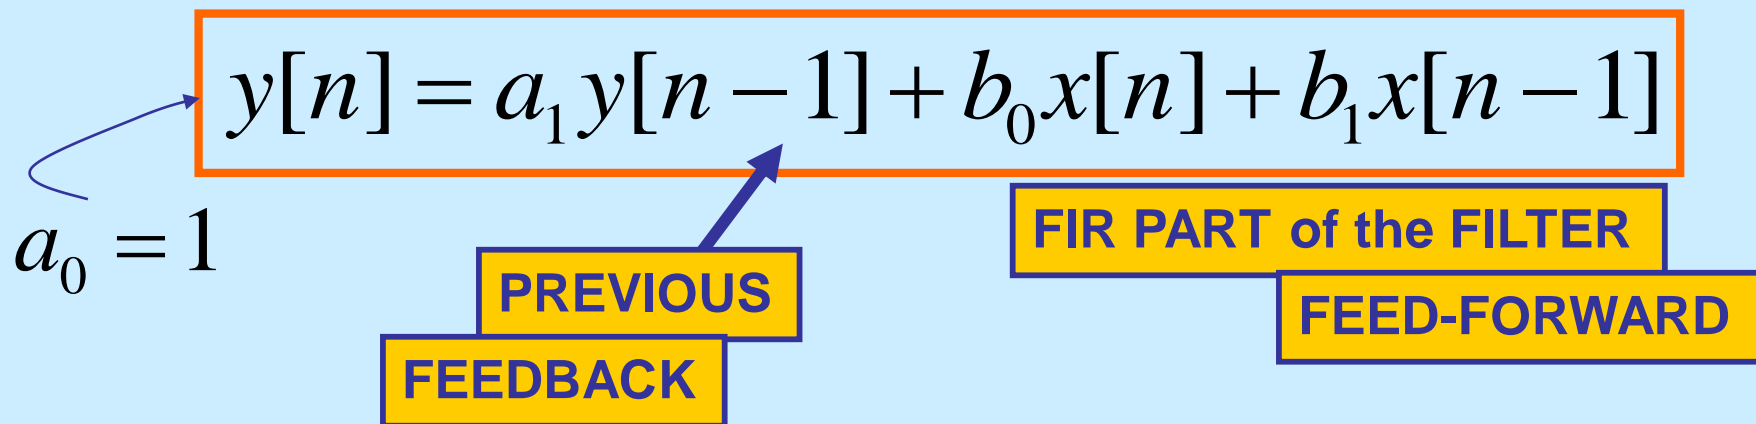 y[n] = a₁y[n−1] + b₀x[n] + b₁x[n−1]
a₀ = 1
FIR PART of the FILTER
PREVIOUS
FEED-FORWARD
FEEDBACK